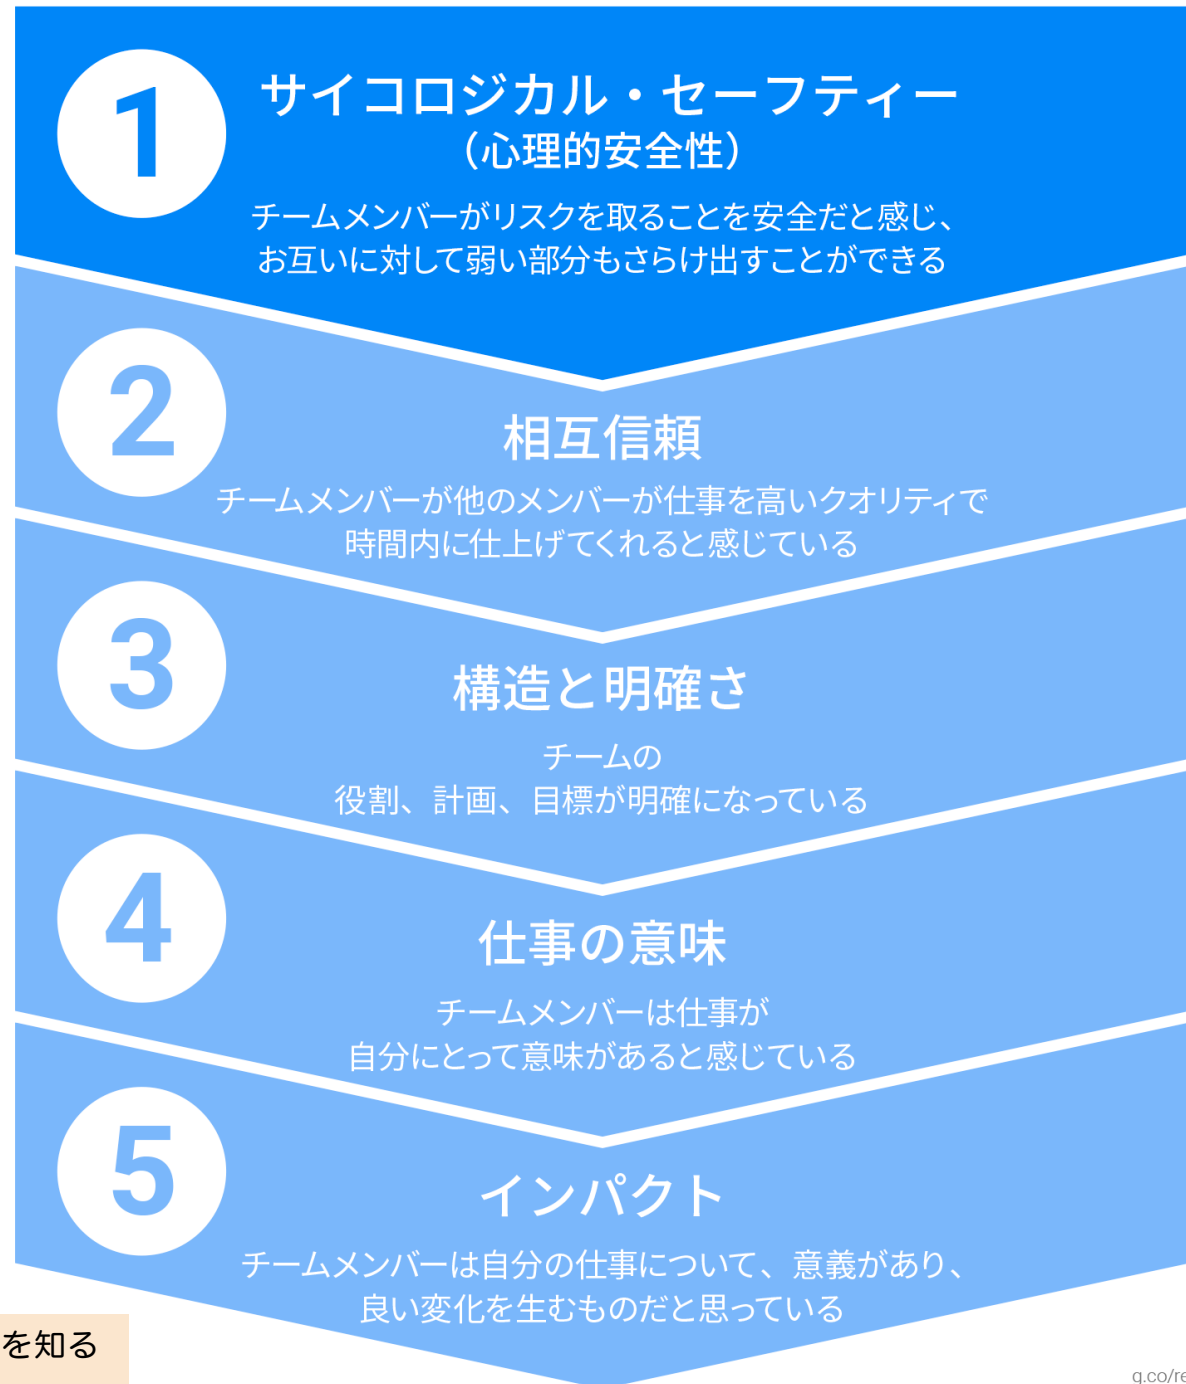 1
サイコロジカル・セーフティー
（心理的安全性）
チームメンバーがリスクを取ることを安全だと感じ、
お互いに対して弱い部分もさらけ出すことができる
2
相互信頼
チームメンバーが他のメンバーが仕事を高いクオリティで
時間内に仕上げてくれると感じている
3
構造と明確さ
チームの
役割、計画、目標が明確になっている
4
仕事の意味
チームメンバーは仕事が
自分にとって意味があると感じている
5
インパクト
チームメンバーは自分の仕事について、意義があり、
良い変化を生むものだと思っている
を知る
g.co/re